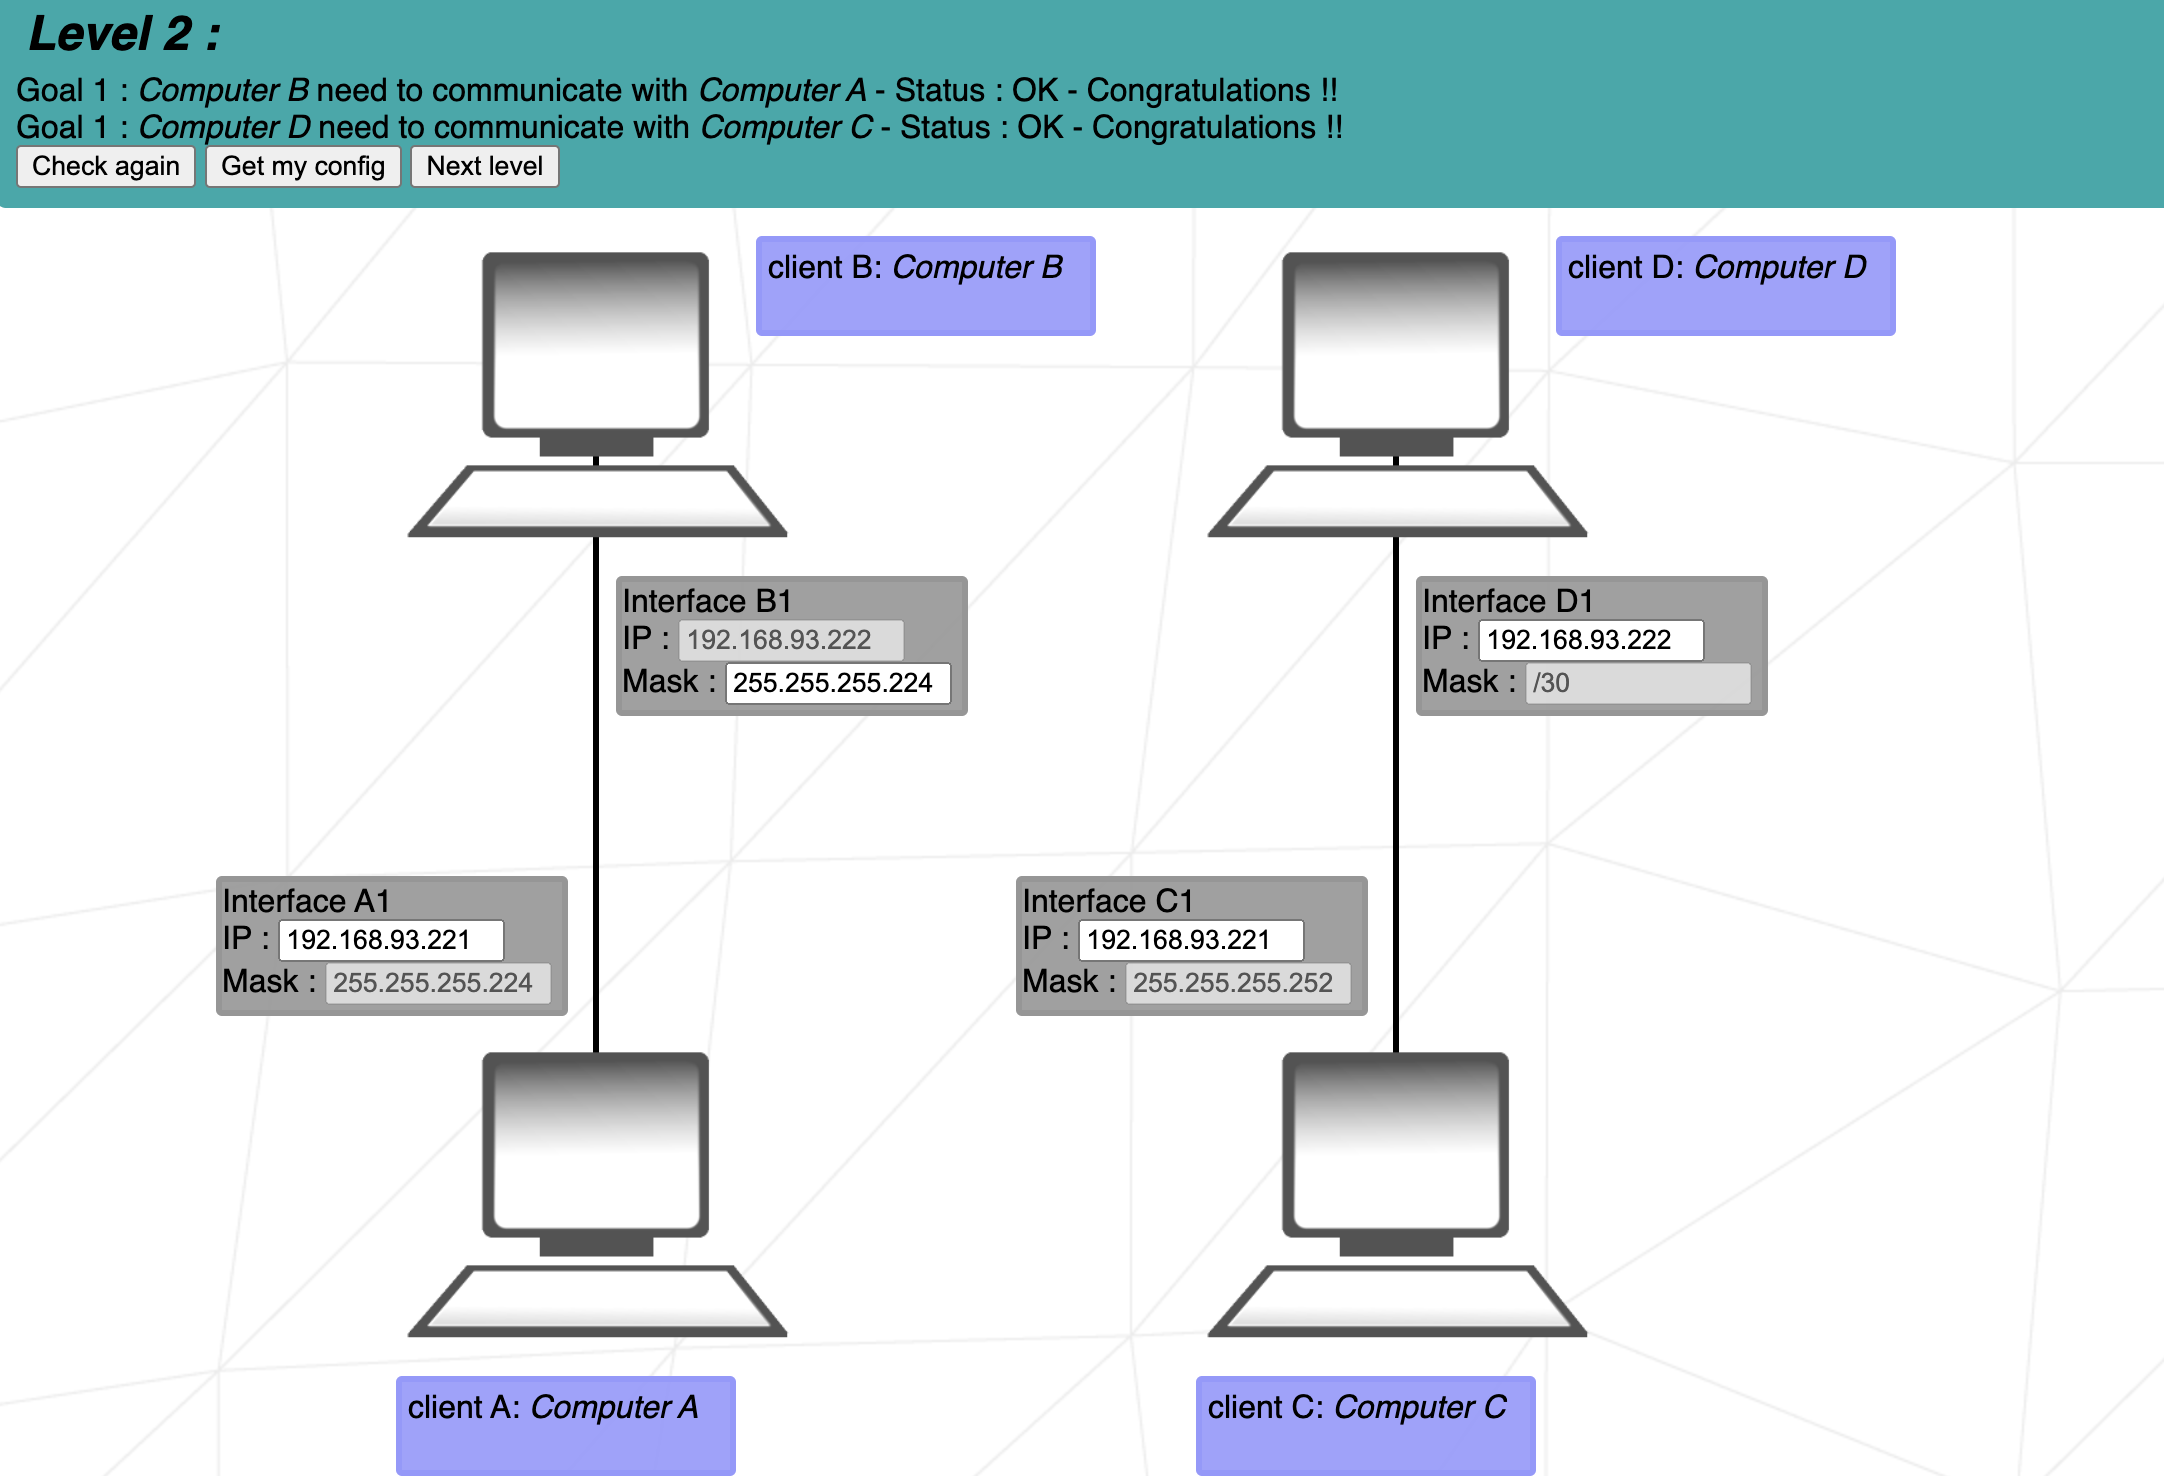 Level 2 :
Goal 1 : Computer B need to communicate with Computer A - Status : OK - Congratulations !!
Goal 1 : Computer D need to communicate with Computer C - Status : OK - Congratulations !!
Check again Get my config Next level
client B: Computer B
client D: Computer D
Interface B1
IP : 192.168.93.222
Mask : 255.255.255.224
Interface D1
IP : 192.168.93.222
Mask : /30
Interface A1
IP : 192.168.93.221
Mask : 255.255.255.224
Interface C1
IP : 192.168.93.221
Mask : 255.255.255.252
client A: Computer A
client C: Computer C